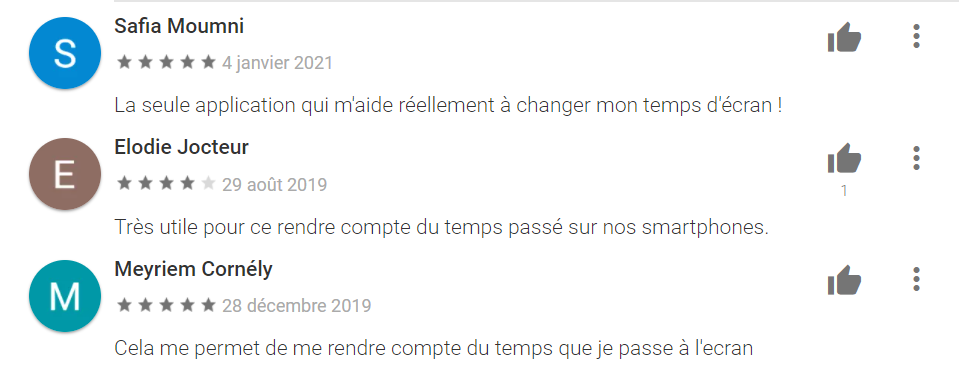 S
Safia Moumni
4 janvier 2021
La seule application qui m'aide réellement à changer mon temps d'écran !
E
Elodie Jocteur
29 août 2019
1
Très utile pour ce rendre compte du temps passé sur nos smartphones.
M
Meyriem Cornély
28 décembre 2019
Cela me permet de me rendre compte du temps que je passe à l'ecran